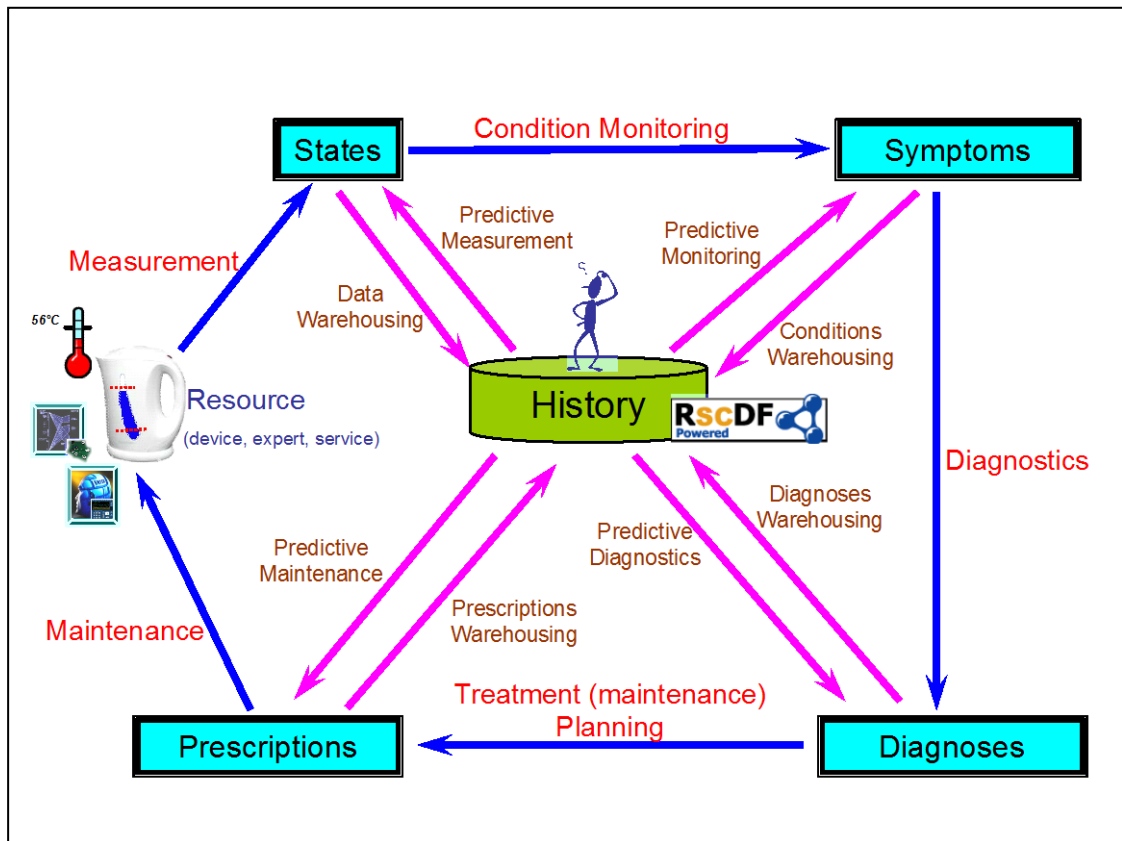 Condition Monitoring
States
Symptoms
Predictive
Measurement
Predictive
Monitoring
Measurement
Data
Warehousing
56°C
Conditions
Warehousing
Resource
(device, expert, service)
History
RscDF
Powered
Diagnostics
Diagnoses
Warehousing
Predictive
Diagnostics
Predictive
Maintenance
Prescriptions
Warehousing
Maintenance
Treatment (maintenance)
Planning
Prescriptions
Diagnoses